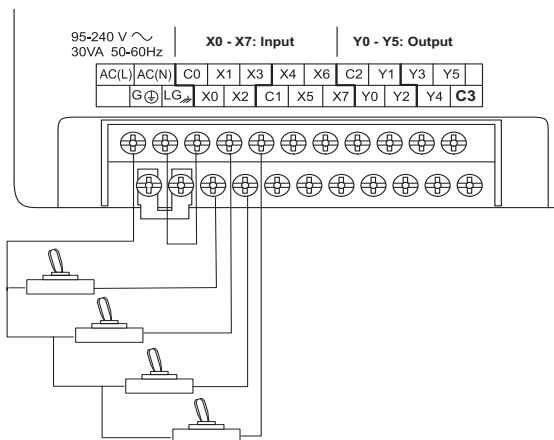 95-240 V
30VA 50-60Hz
X0 - X7: Input
Y0 - Y5: Output
AC(L) AC(N) C0 X1 X3 X4 X6 C2 Y1 Y3 Y5
G LG X0 X2 C1 X5 X7 Y0 Y2 Y4 C3